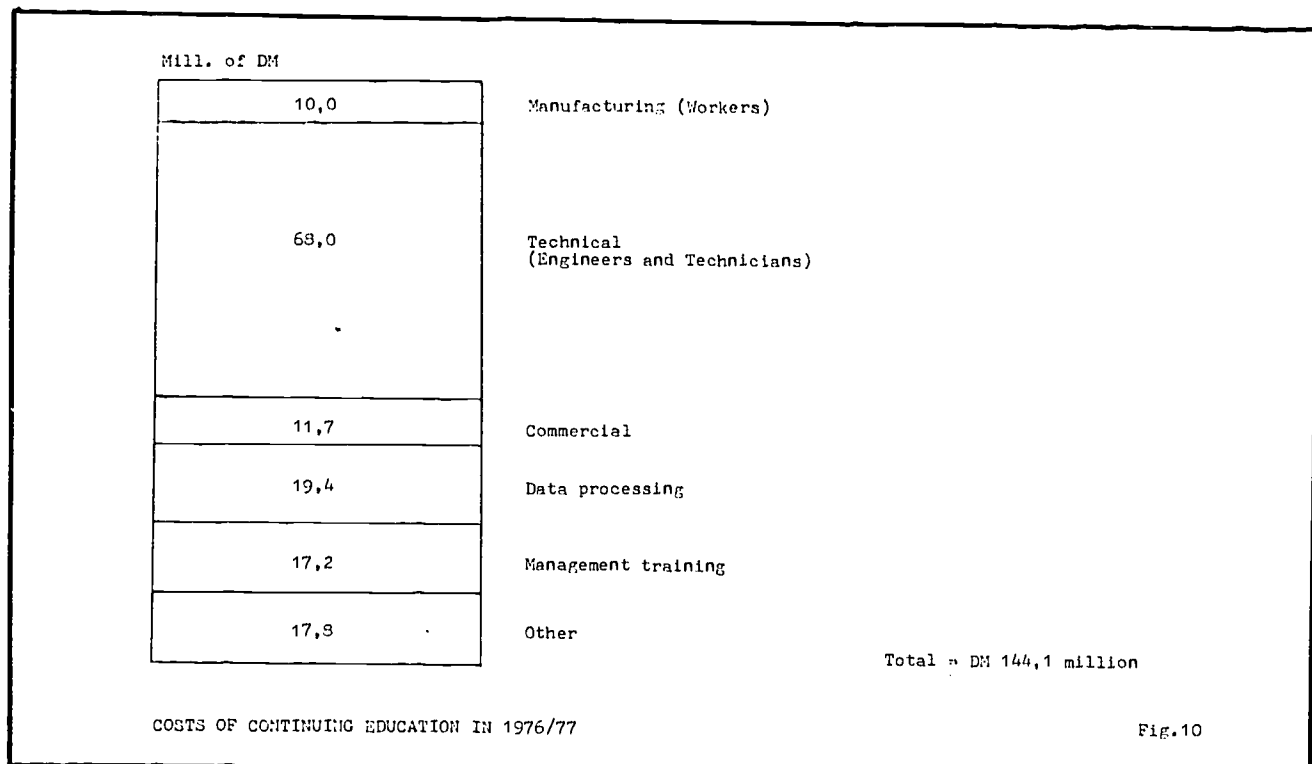 Mill. of DM
10,0 Manufacturing (Workers)
68,0 Technical
(Engineers and Technicians)
11,7 Commercial
19,4 Data processing
17,2 Management training
17,8 Other
Total = DM 144,1 million
COSTS OF CONTINUING EDUCATION IN 1976/77 Fig.10